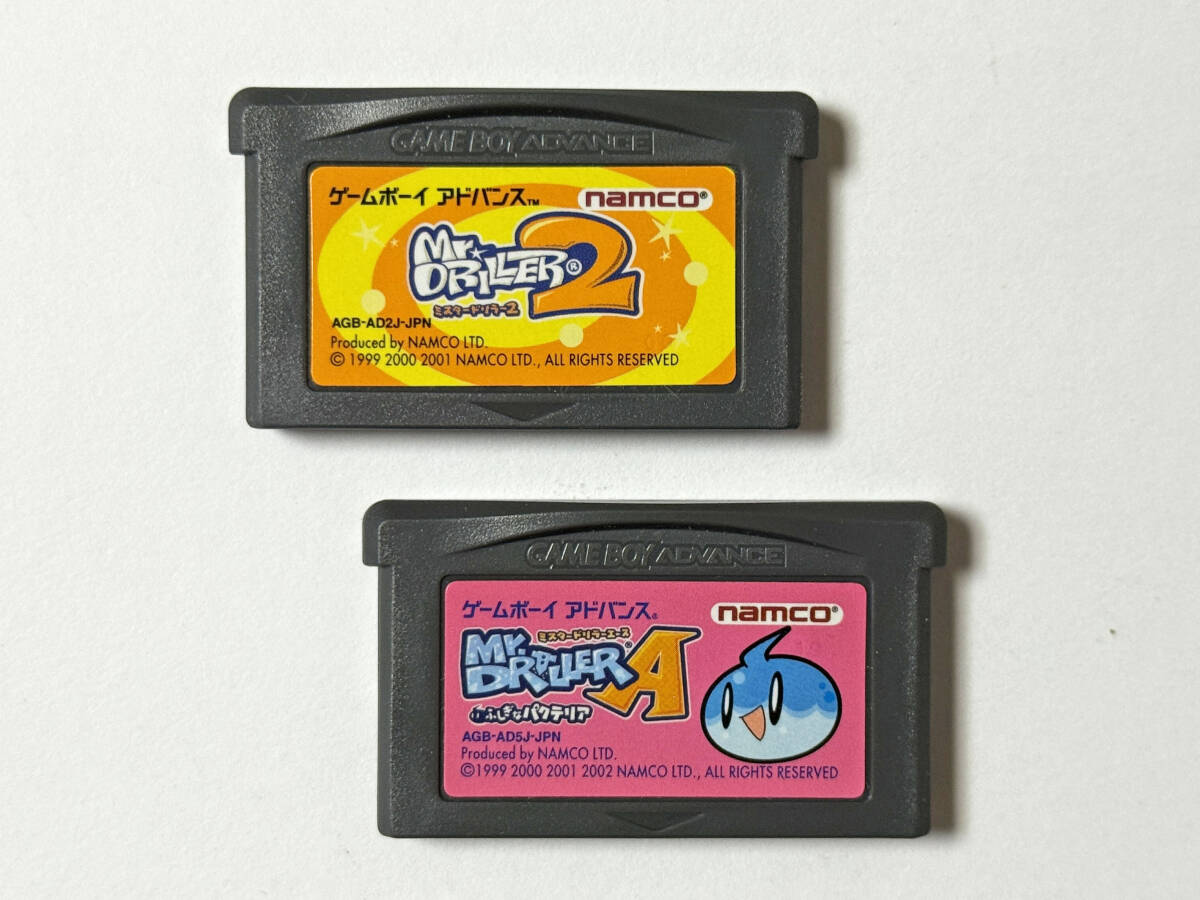 GAME BOY ADVANCE
ゲームボーイ アドバンス™
namco®
Mr. DRILLER® 2
ミスタードリラー2
AGB-AD2J-JPN
Produced by NAMCO LTD.
© 1999 2000 2001 NAMCO LTD., ALL RIGHTS RESERVED
GAME BOY ADVANCE
ゲームボーイ アドバンス®
namco®
ミスタードリラーエース
MR. DRILLER® A
ふしぎなパクテリア
AGB-AD5J-JPN
Produced by NAMCO LTD.
©1999 2000 2001 2002 NAMCO LTD., ALL RIGHTS RESERVED